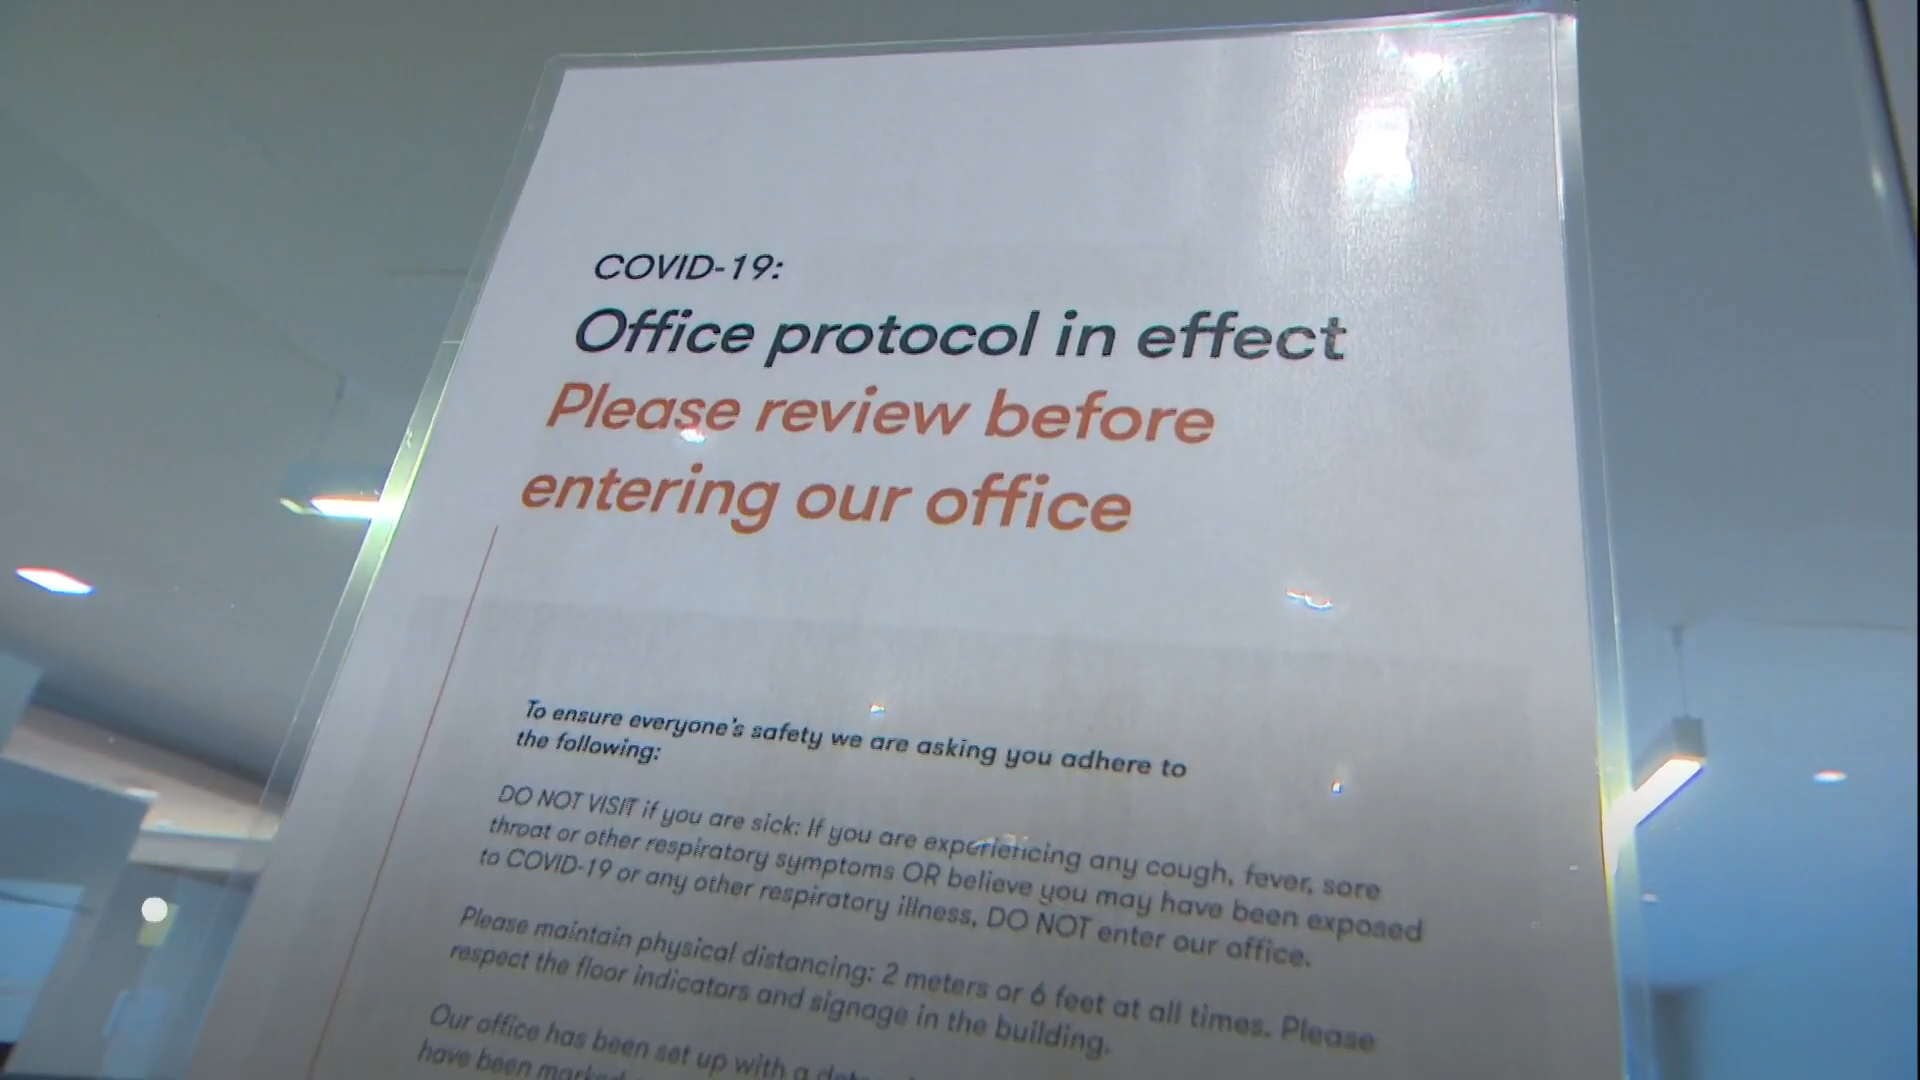 COVID-19:
Office protocol in effect
Please review before
entering our office
To ensure everyone's safety we are asking you adhere to
the following:
DO NOT VISIT if you are sick: If you are experiencing any cough, fever, sore
throat or other respiratory symptoms OR believe you may have been exposed
to COVID-19 or any other respiratory illness, DO NOT enter our office.
Please maintain physical distancing: 2 meters or 6 feet at all times. Please
respect the floor indicators and signage in the building.
Our office has been set up with a
have been